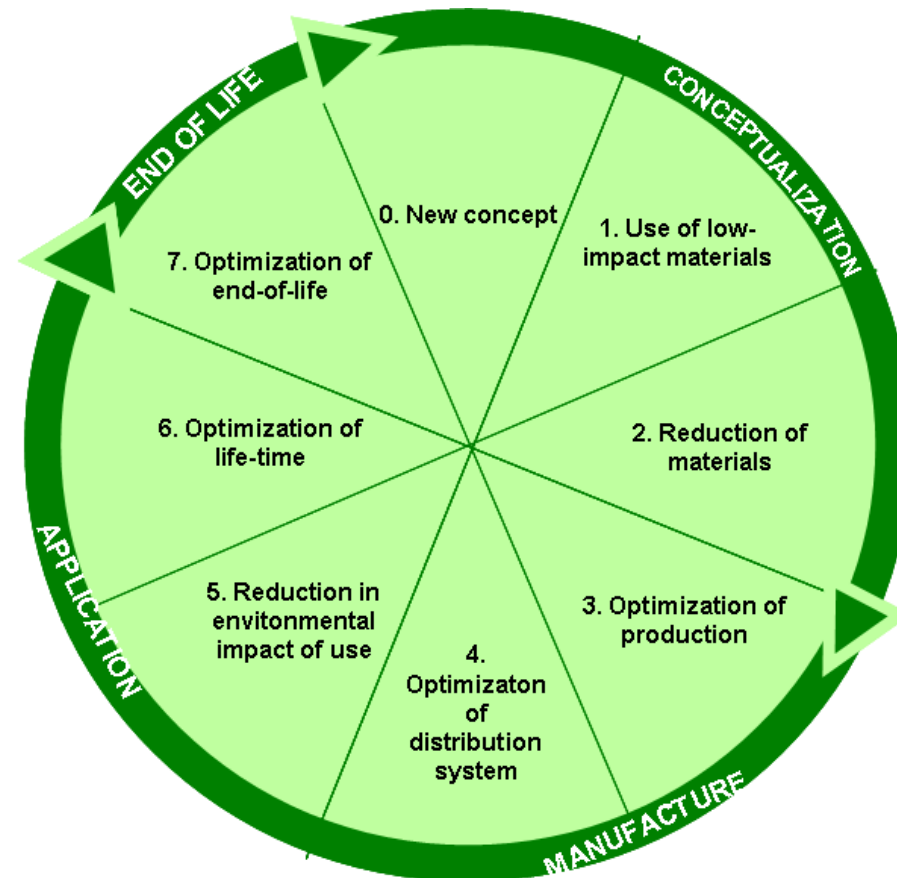 END OF LIFE
CONCEPTUALIZATION
0. New concept
1. Use of low-
impact materials
7. Optimization of
end-of-life
2. Reduction of
materials
6. Optimization of
life-time
APPLICATION
5. Reduction in
envitonmental
impact of use
3. Optimization of
production
4.
Optimizaton
of
distribution
system
MANUFACTURE